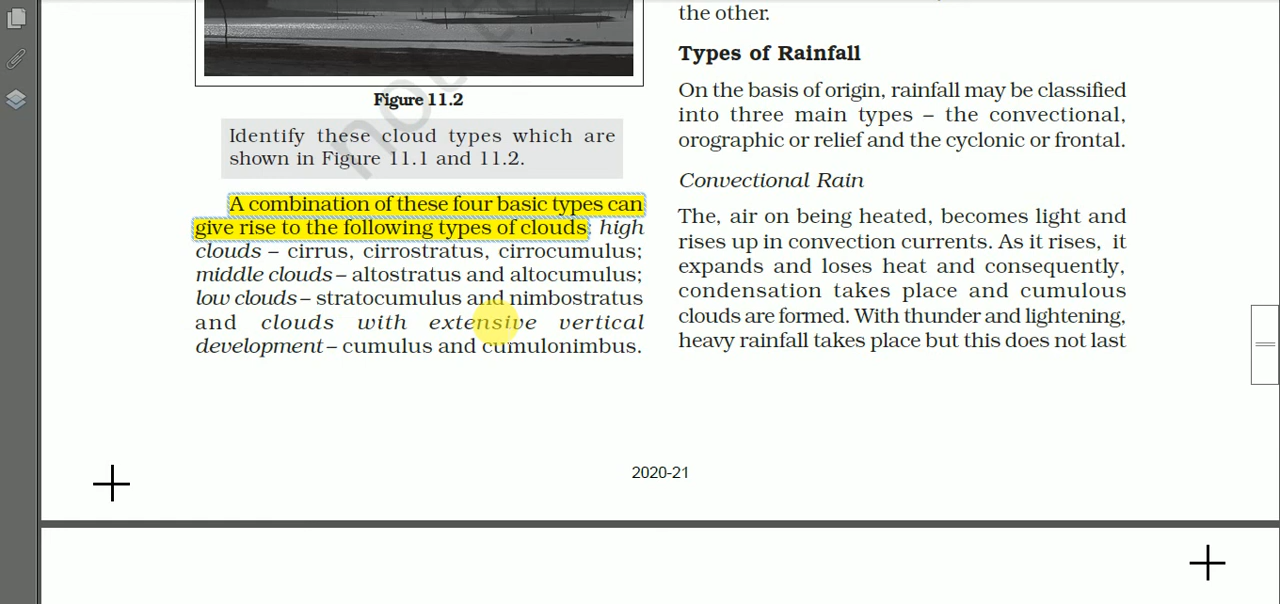 Figure 11.2
Identify these cloud types which are
shown in Figure 11.1 and 11.2.
A combination of these four basic types can
give rise to the following types of clouds: high
clouds – cirrus, cirrostratus, cirrocumulus;
middle clouds – altostratus and altocumulus;
low clouds – stratocumulus and nimbostratus
and clouds with extensive vertical
development – cumulus and cumulonimbus.
the other.
Types of Rainfall
On the basis of origin, rainfall may be classified
into three main types – the convectional,
orographic or relief and the cyclonic or frontal.
Convectional Rain
The, air on being heated, becomes light and
rises up in convection currents. As it rises, it
expands and loses heat and consequently,
condensation takes place and cumulous
clouds are formed. With thunder and lightening,
heavy rainfall takes place but this does not last
2020-21